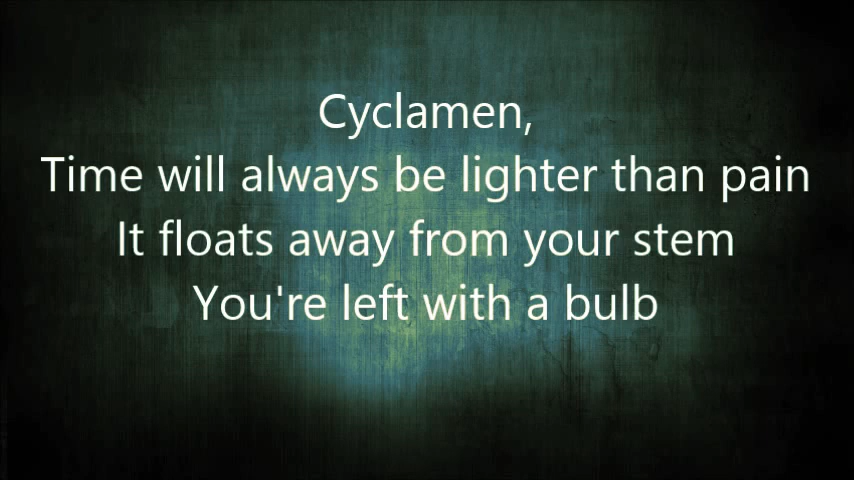 Cyclamen,
Time will always be lighter than pain
It floats away from your stem
You're left with a bulb